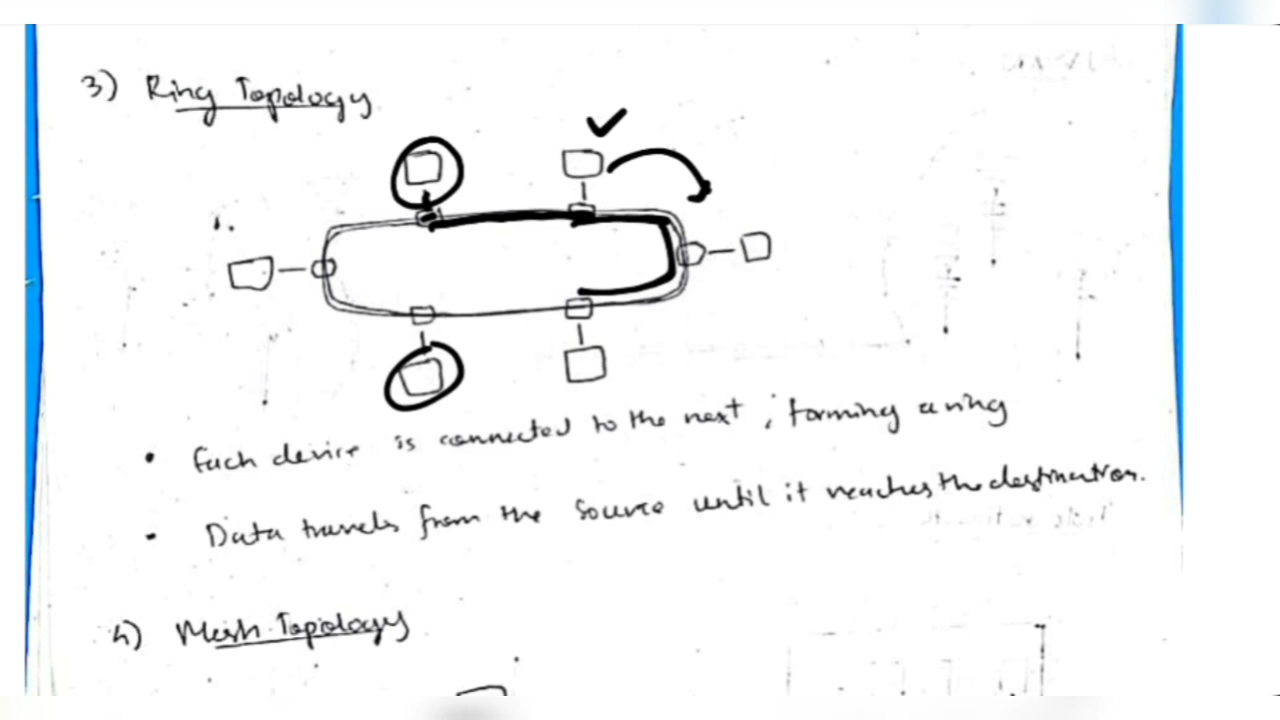 3) Ring Topology
• Each device is connected to the next, forming a ring
• Data travels from the source until it reaches the destination.
4) Mesh Topology